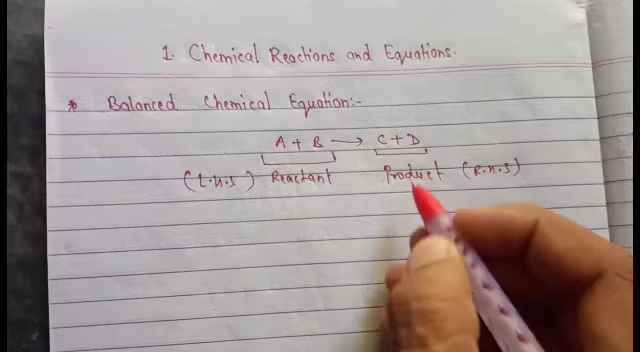 1. Chemical Reactions and Equations.
* Balanced Chemical Equation:-
A + B → C + D
(L.H.S) Reactant Product (R.H.S)